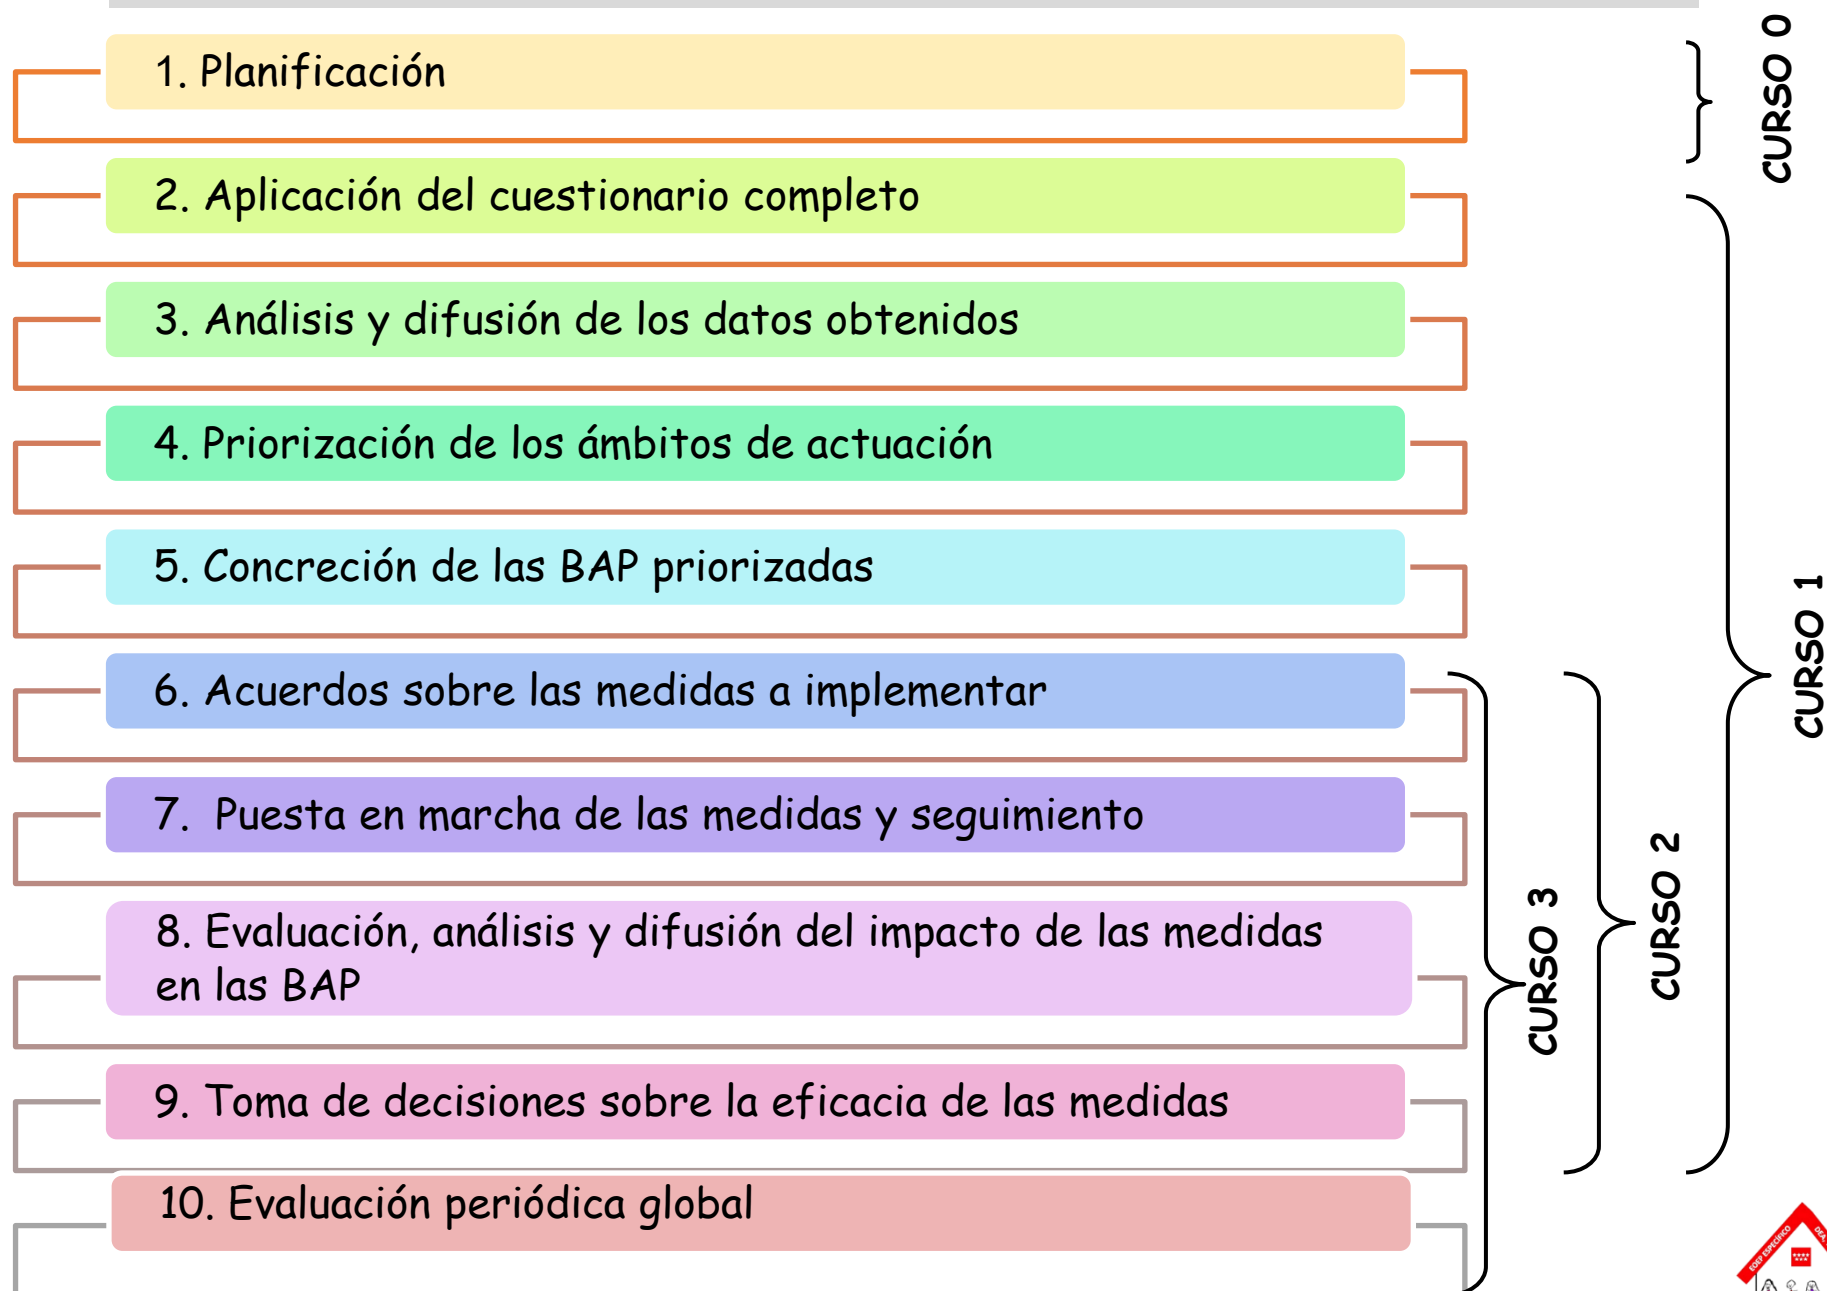 1. Planificación
CURSO 0
2. Aplicación del cuestionario completo
3. Análisis y difusión de los datos obtenidos
4. Priorización de los ámbitos de actuación
5. Concreción de las BAP priorizadas
CURSO 1
6. Acuerdos sobre las medidas a implementar
7. Puesta en marcha de las medidas y seguimiento
CURSO 2
8. Evaluación, análisis y difusión del impacto de las medidas
en las BAP
CURSO 3
9. Toma de decisiones sobre la eficacia de las medidas
10. Evaluación periódica global
EOEP ESPECÍFICO
DEA,